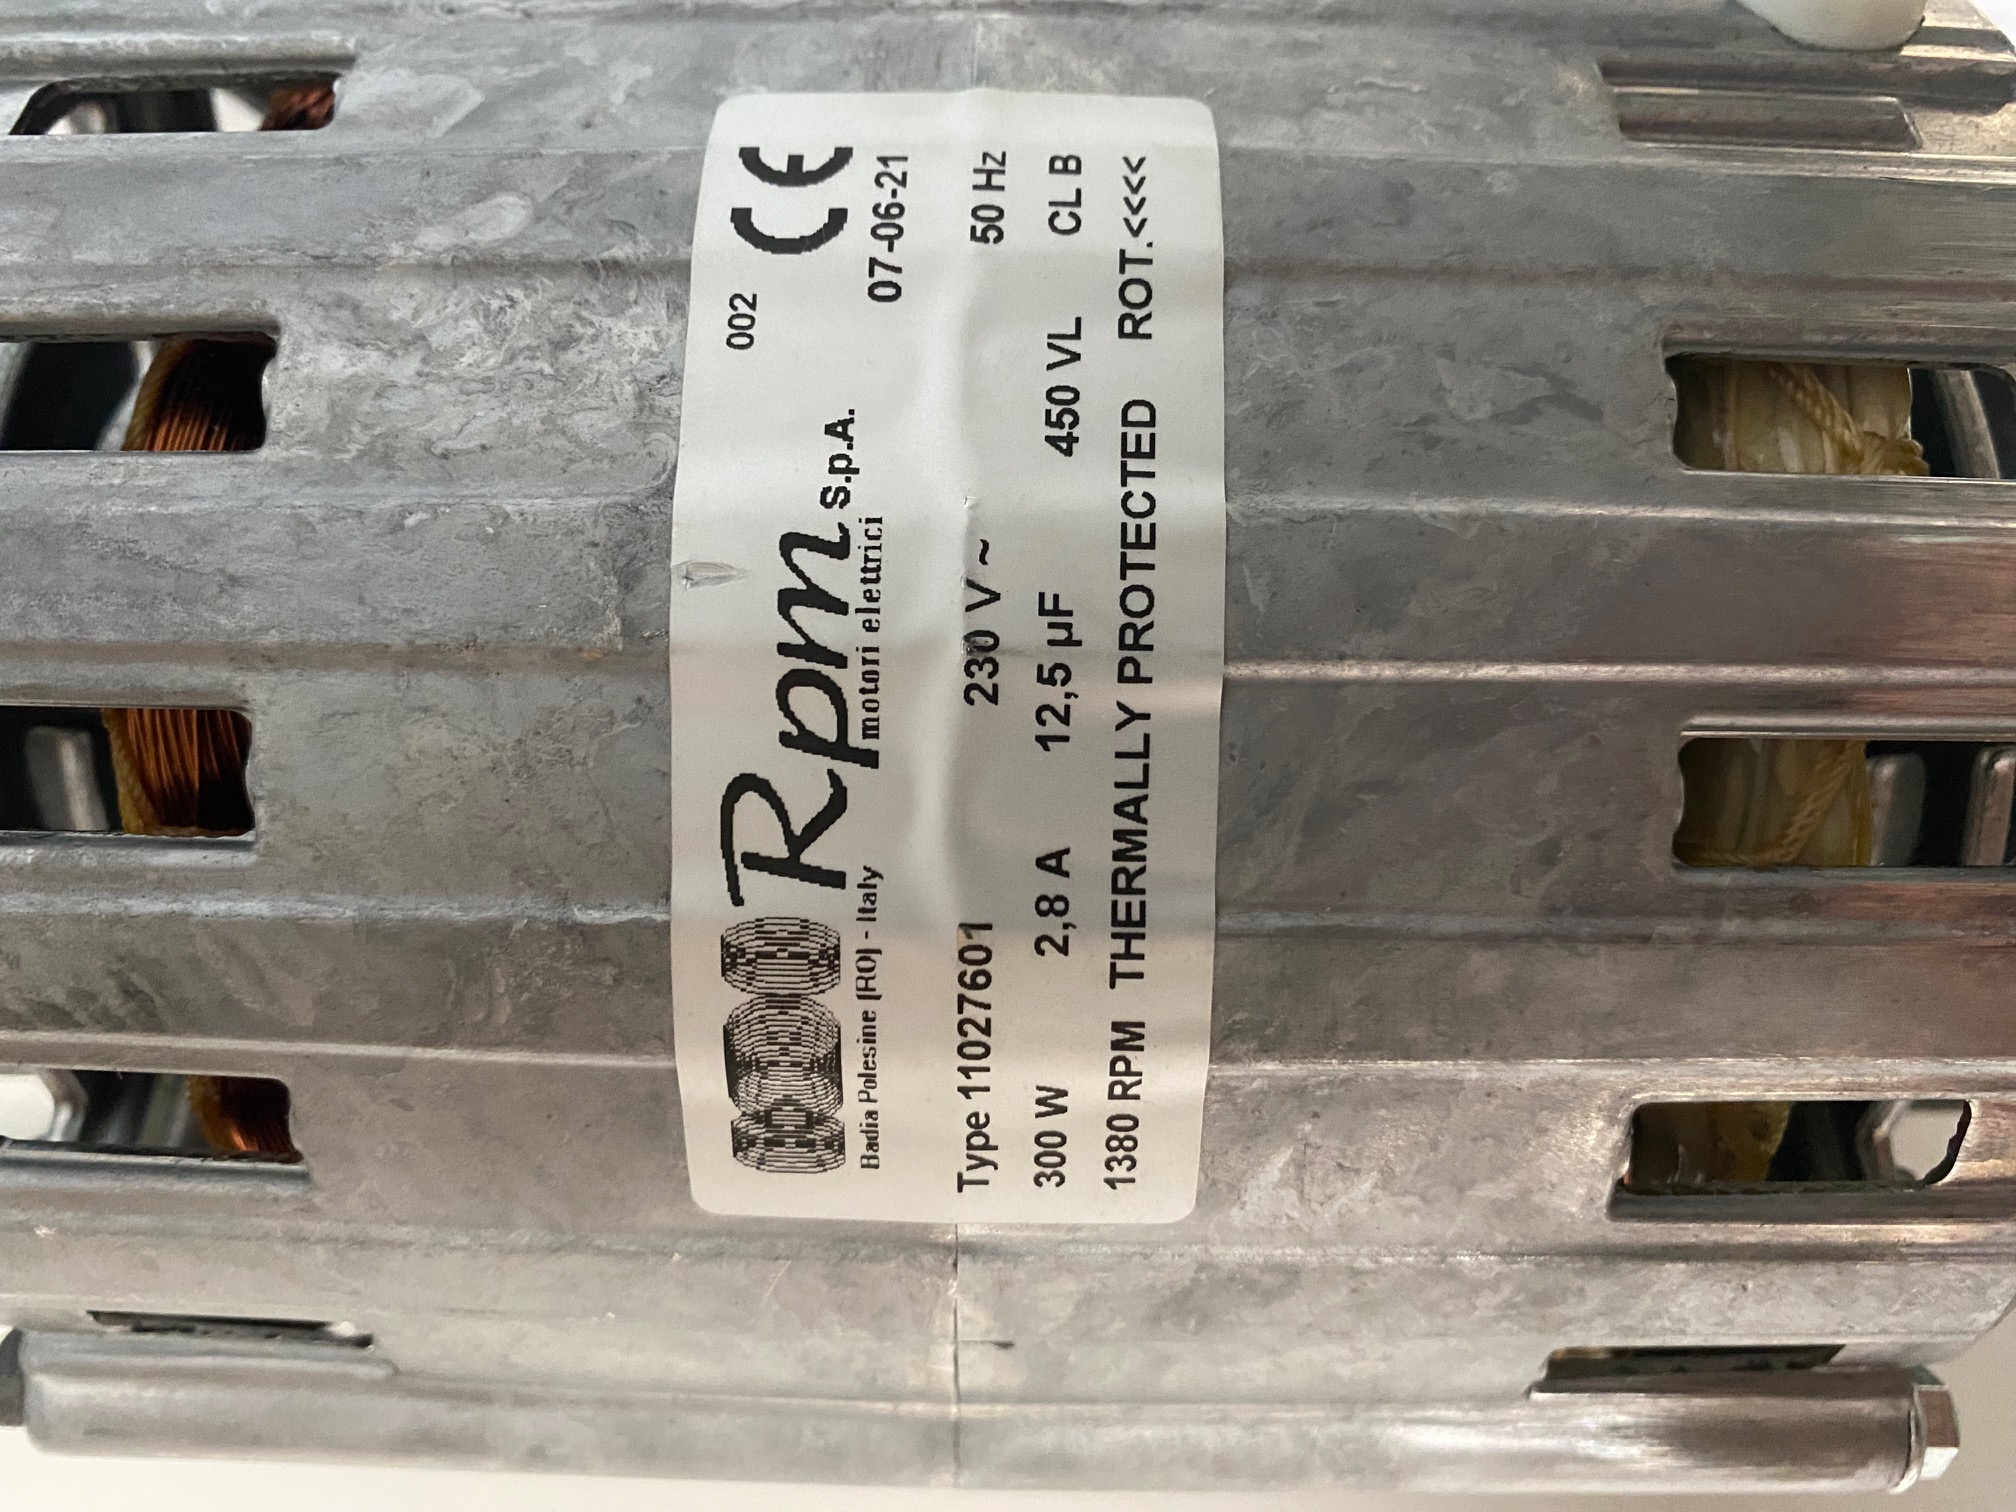 002
Rpm S.p.A.
CE
motori elettrici
Badia Polesine (RO) - Italy
07-06-21
Type 11027601 230 V ~ 50 Hz
300 W 2,8 A 12,5 µF 450 VL CL B
1380 RPM THERMALLY PROTECTED ROT.<<<<